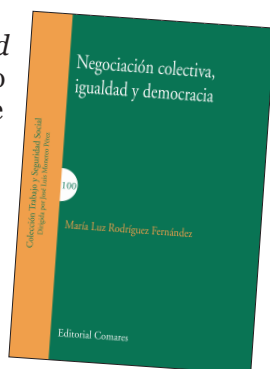 d
o
e
Negociación colectiva,
igualdad y democracia
Colección Trabajo y Seguridad Social
Dirigida por José Luis Monereo Pérez
100
María Luz Rodríguez Fernández
Editorial Comares